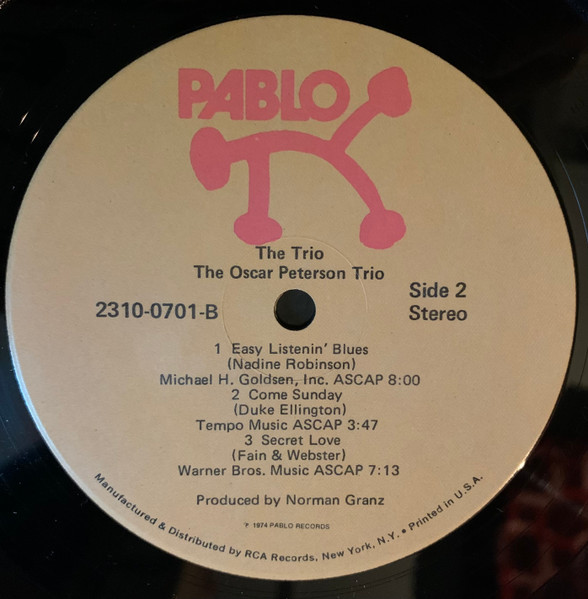 PABLO
The Trio
The Oscar Peterson Trio
2310-0701-B
Side 2
Stereo
1 Easy Listenin' Blues
(Nadine Robinson)
Michael H. Goldsen, Inc. ASCAP 8:00
2 Come Sunday
(Duke Ellington)
Tempo Music ASCAP 3:47
3 Secret Love
(Fain & Webster)
Warner Bros. Music ASCAP 7:13
Produced by Norman Granz
℗ 1974 PABLO RECORDS
Manufactured & Distributed by RCA Records, New York, N.Y. • Printed in U.S.A.